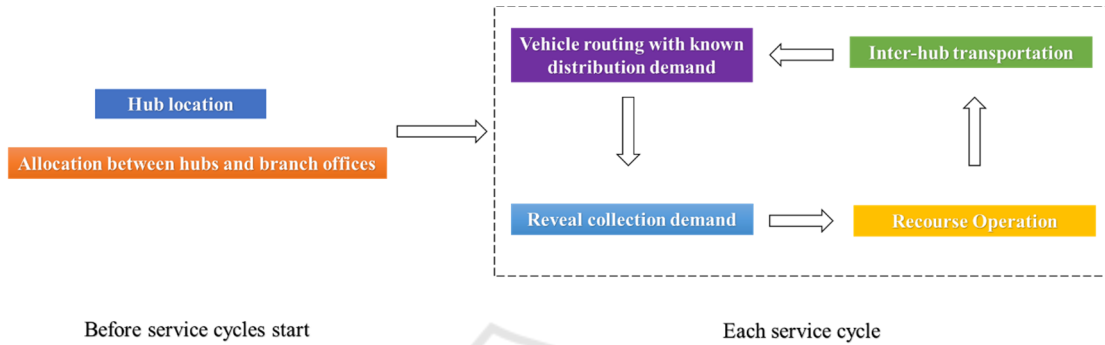 Hub location
Allocation between hubs and branch offices
Vehicle routing with known
distribution demand
Inter-hub transportation
Reveal collection demand
Recourse Operation
Before service cycles start
Each service cycle